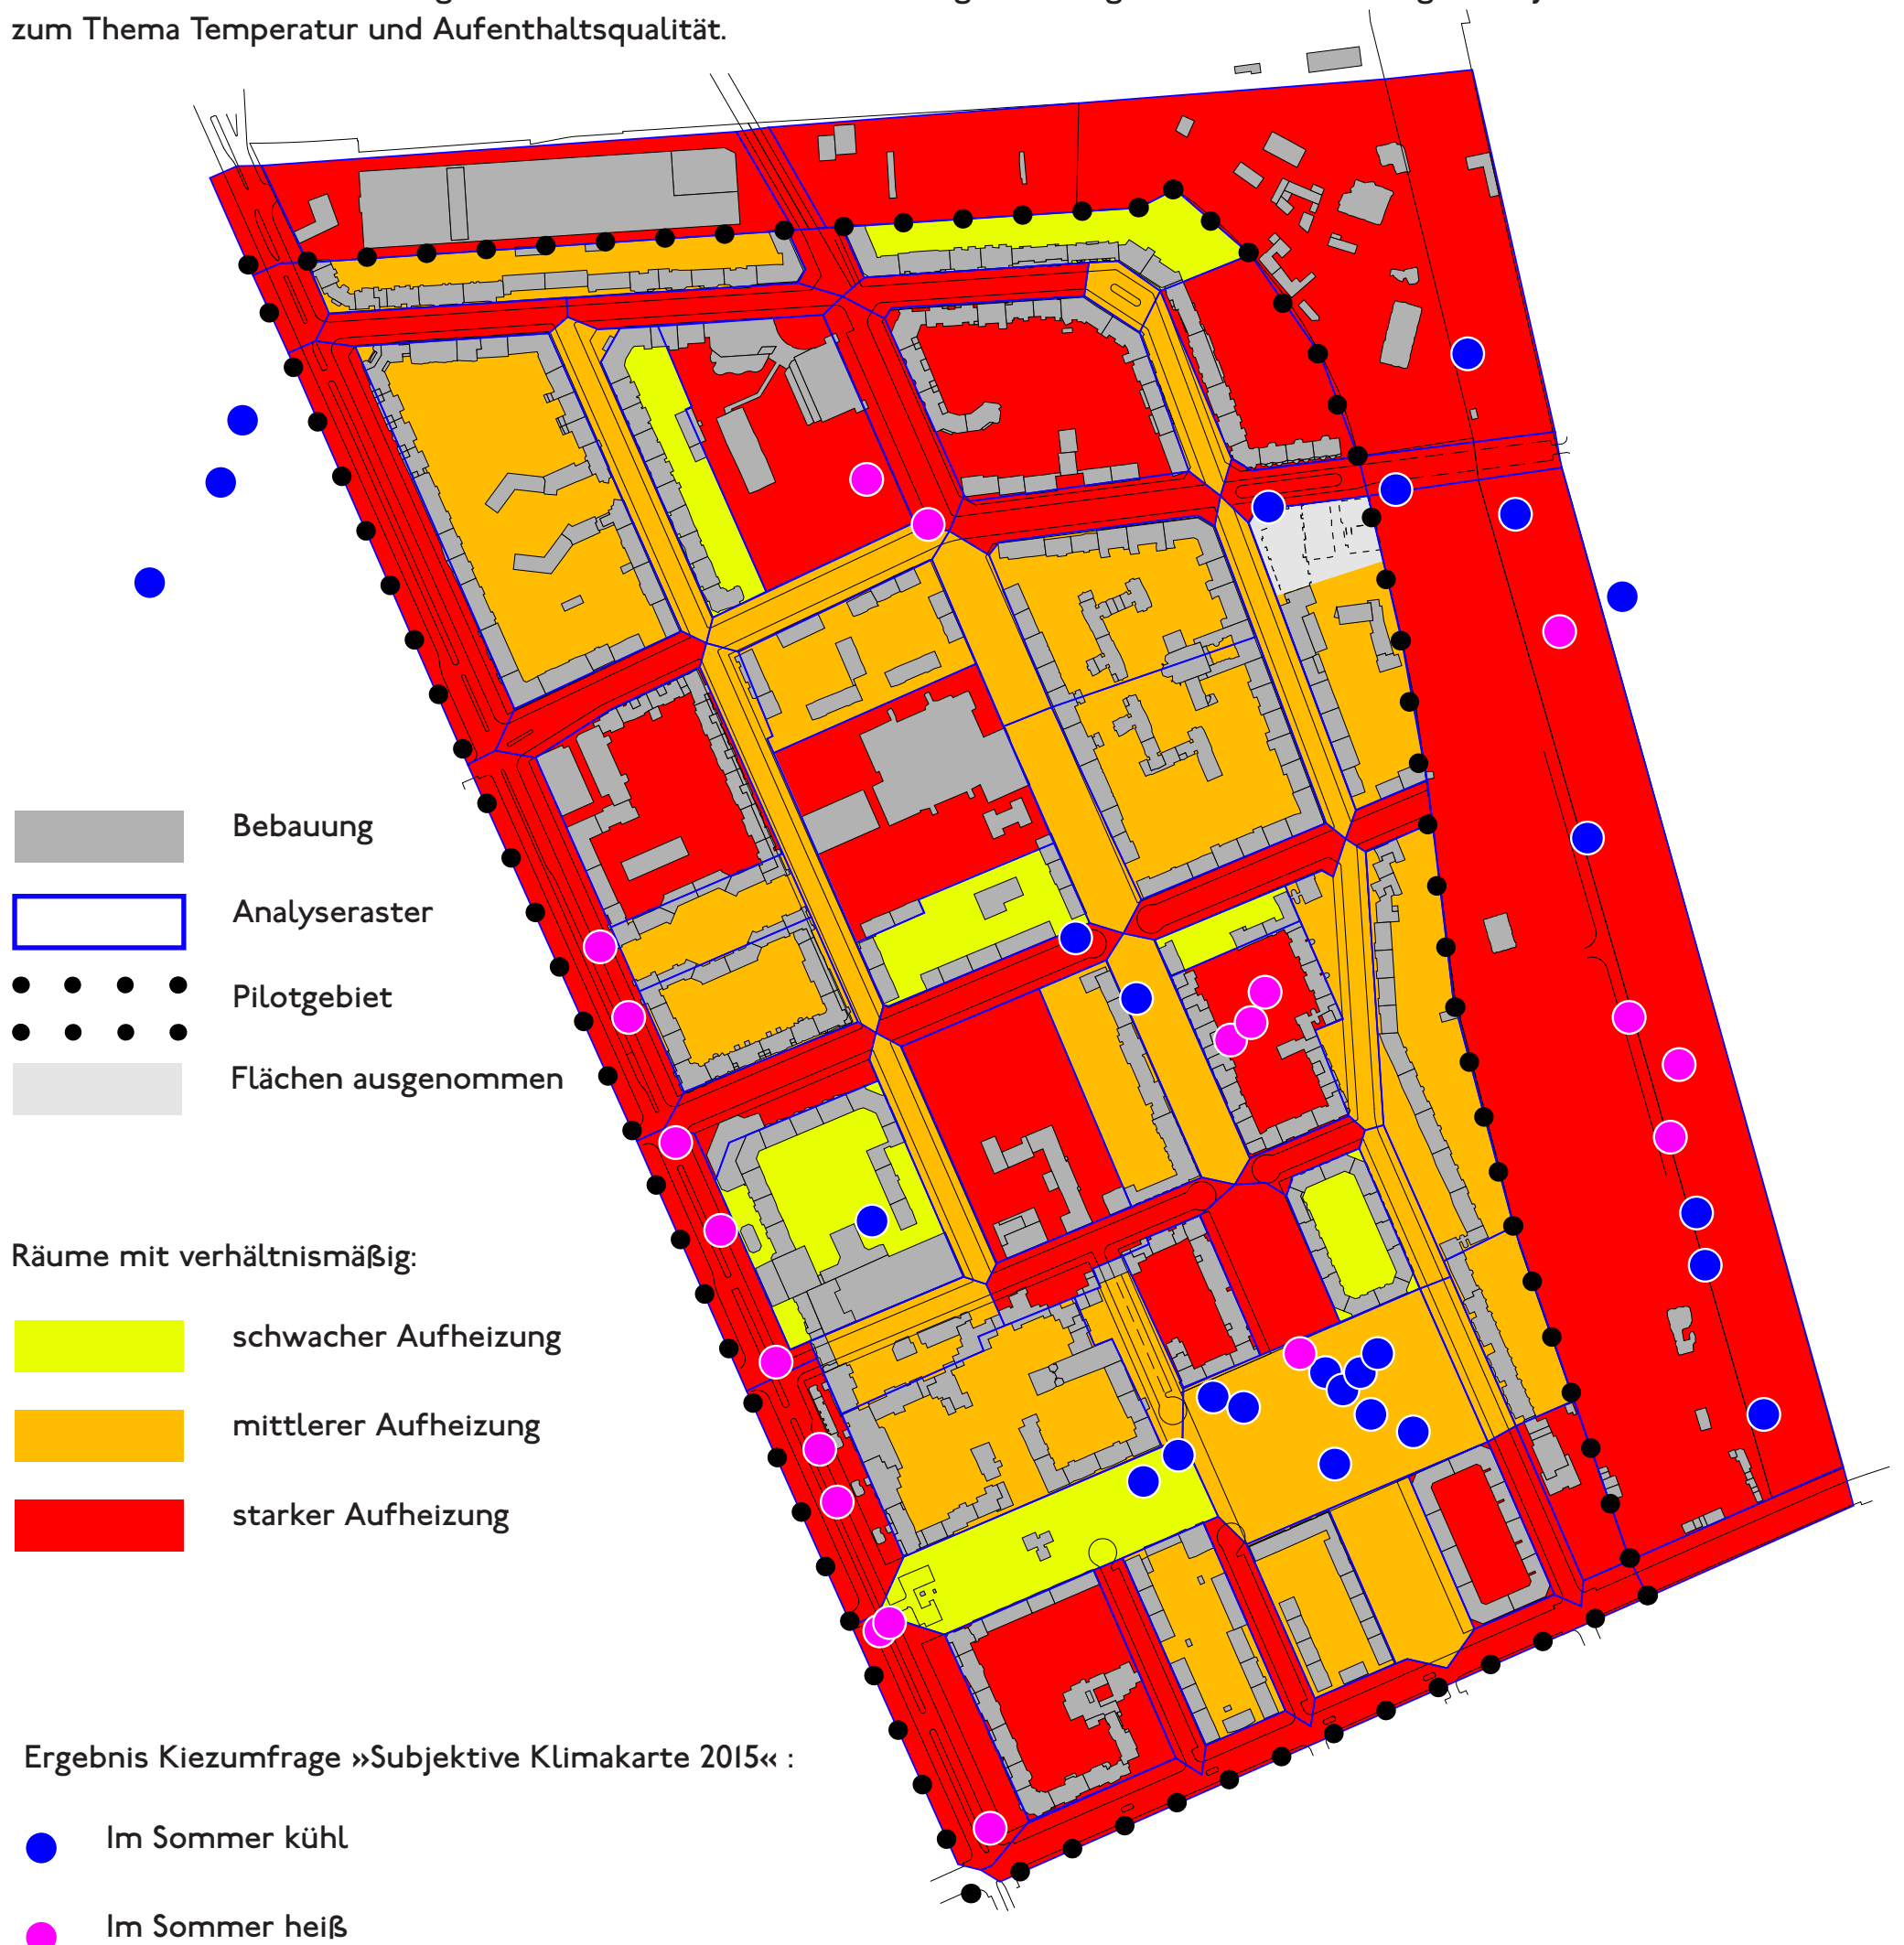 zum Thema Temperatur und Aufenthaltsqualität.
Bebauung
Analyseraster
Pilotgebiet
Flächen ausgenommen
Räume mit verhältnismäßig:
schwacher Aufheizung
mittlerer Aufheizung
starker Aufheizung
Ergebnis Kiezumfrage »Subjektive Klimakarte 2015« :
Im Sommer kühl
Im Sommer heiß